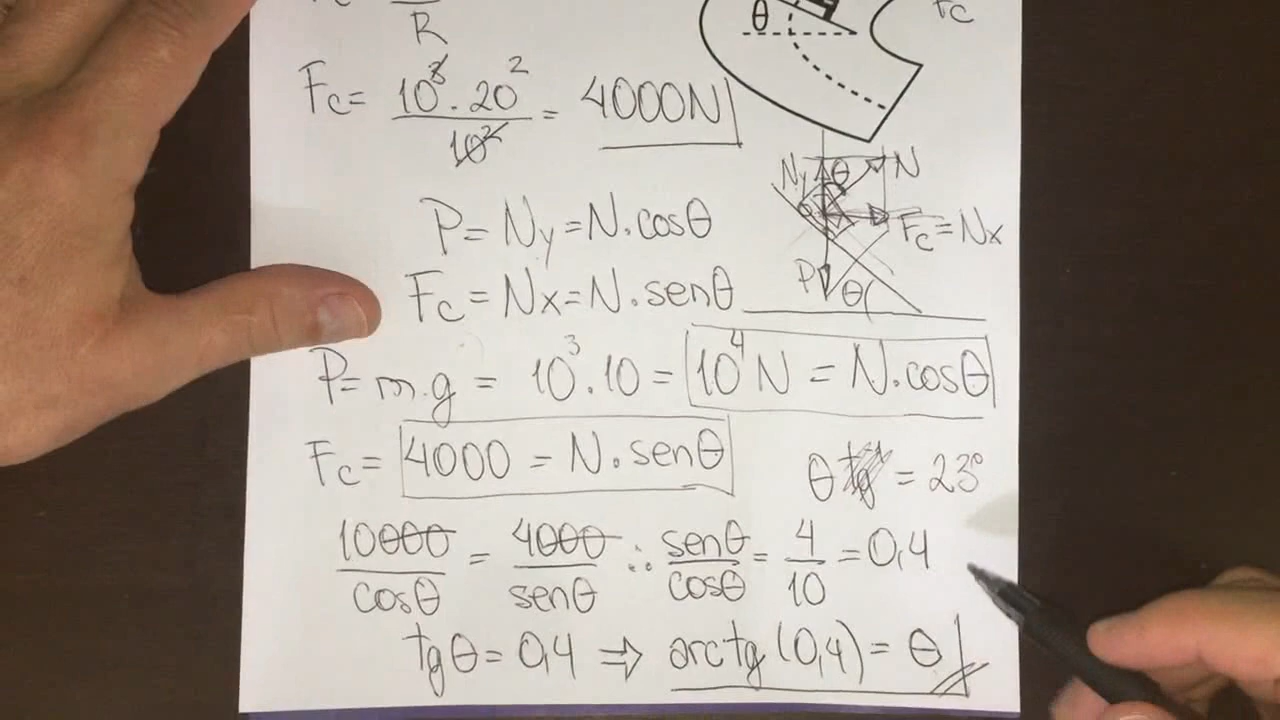 R
Fc
Fc= 10³.20² / 10² = 4000N
Ny θ N
P=Ny=N.cosθ
Fc=Nx
Fc=Nx=N.senθ
P θ
P=m.g = 10³.10 = 10⁴N = N.cosθ
Fc= 4000 = N.senθ
θ = 23°
10000/cosθ = 4000/senθ ∴ senθ/cosθ = 4/10 = 0,4
tgθ = 0,4 ⇒ arctg(0,4) = θ
θ